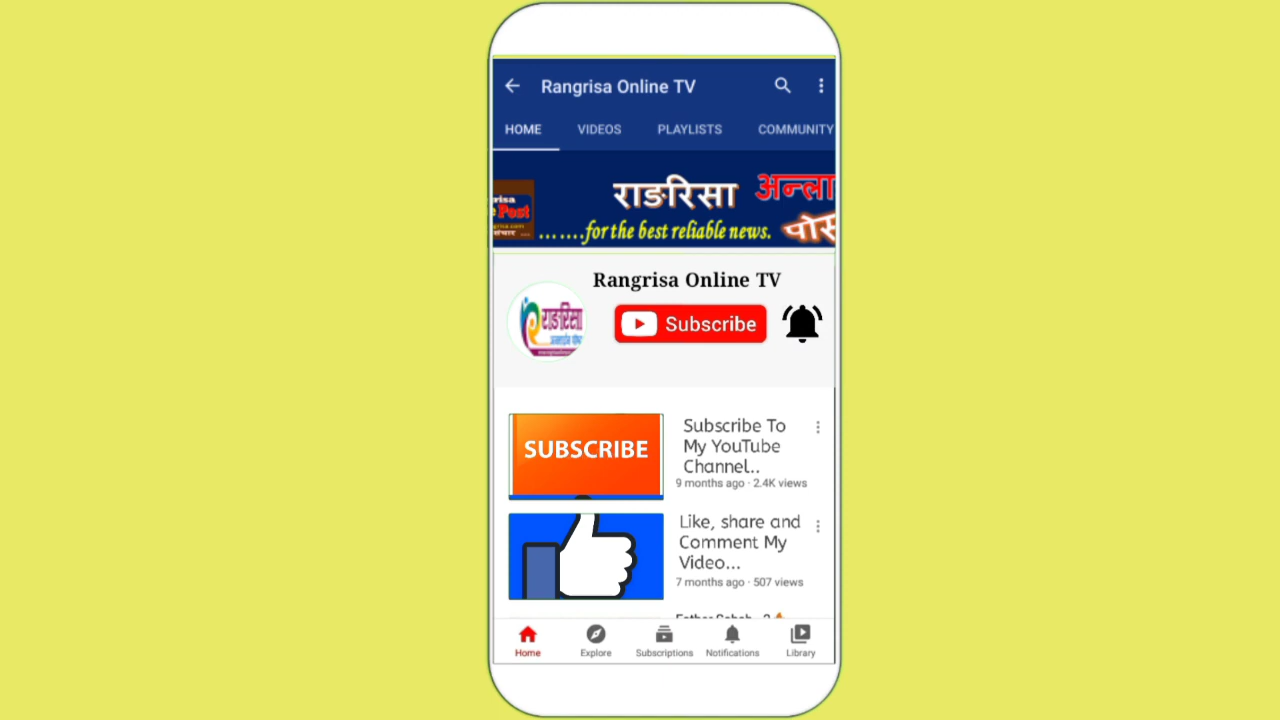 Rangrisa Online TV
HOME VIDEOS PLAYLISTS COMMUNITY
राङरिसा अन्ला
Post
.......for the best reliable news.
Rangrisa Online TV
राङरिसा
Subscribe
SUBSCRIBE
Subscribe To
My YouTube
Channel..
9 months ago · 2.4K views
Like, share and
Comment My
Video...
7 months ago · 507 views
Home Explore Subscriptions Notifications Library